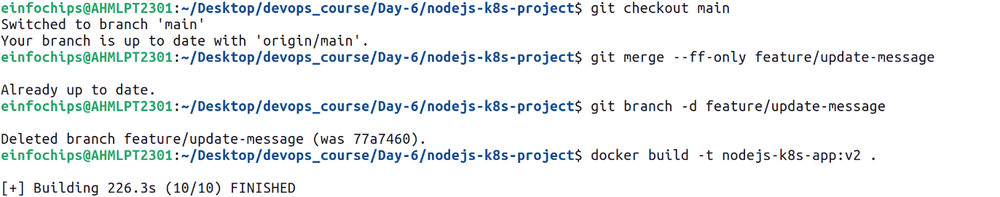 einfochips@AHMLPT2301:~/Desktop/devops_course/Day-6/nodejs-k8s-project$ git checkout main
Switched to branch 'main'
Your branch is up to date with 'origin/main'.
einfochips@AHMLPT2301:~/Desktop/devops_course/Day-6/nodejs-k8s-project$ git merge --ff-only feature/update-message
Already up to date.
einfochips@AHMLPT2301:~/Desktop/devops_course/Day-6/nodejs-k8s-project$ git branch -d feature/update-message
Deleted branch feature/update-message (was 77a7460).
einfochips@AHMLPT2301:~/Desktop/devops_course/Day-6/nodejs-k8s-project$ docker build -t nodejs-k8s-app:v2 .
[+] Building 226.3s (10/10) FINISHED